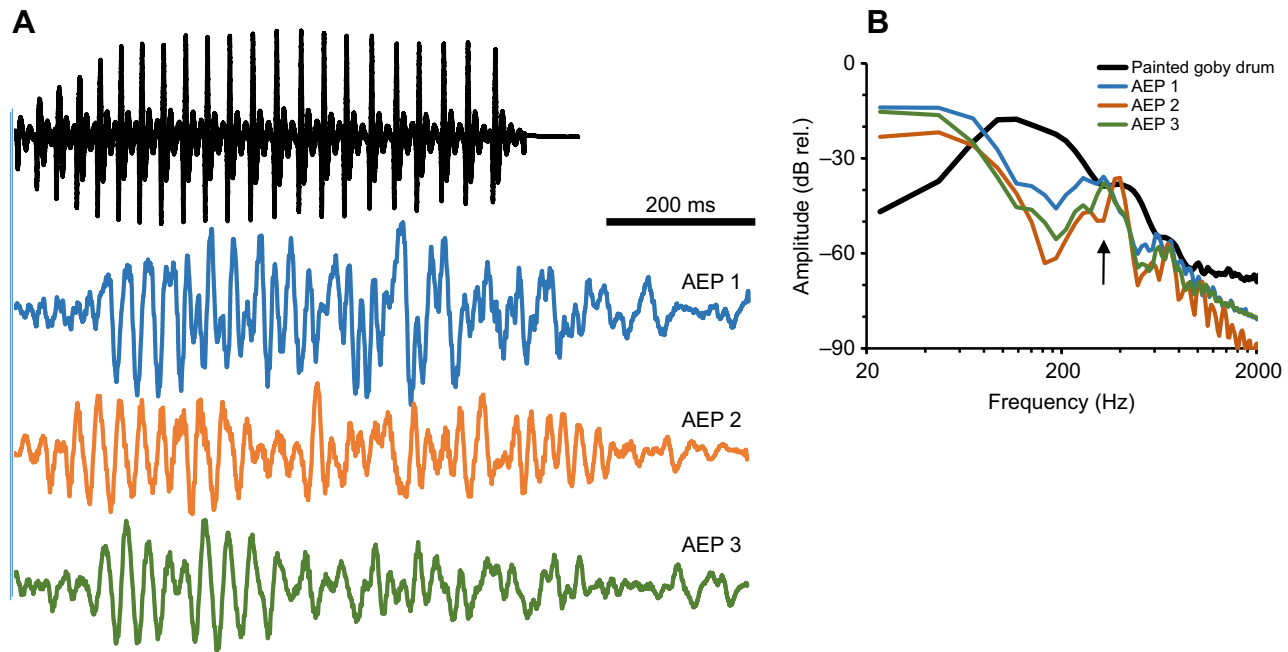 A
200 ms
AEP 1
AEP 2
AEP 3
B
0
–30
–60
–90
Amplitude (dB rel.)
Painted goby drum
AEP 1
AEP 2
AEP 3
20
200
2000
Frequency (Hz)